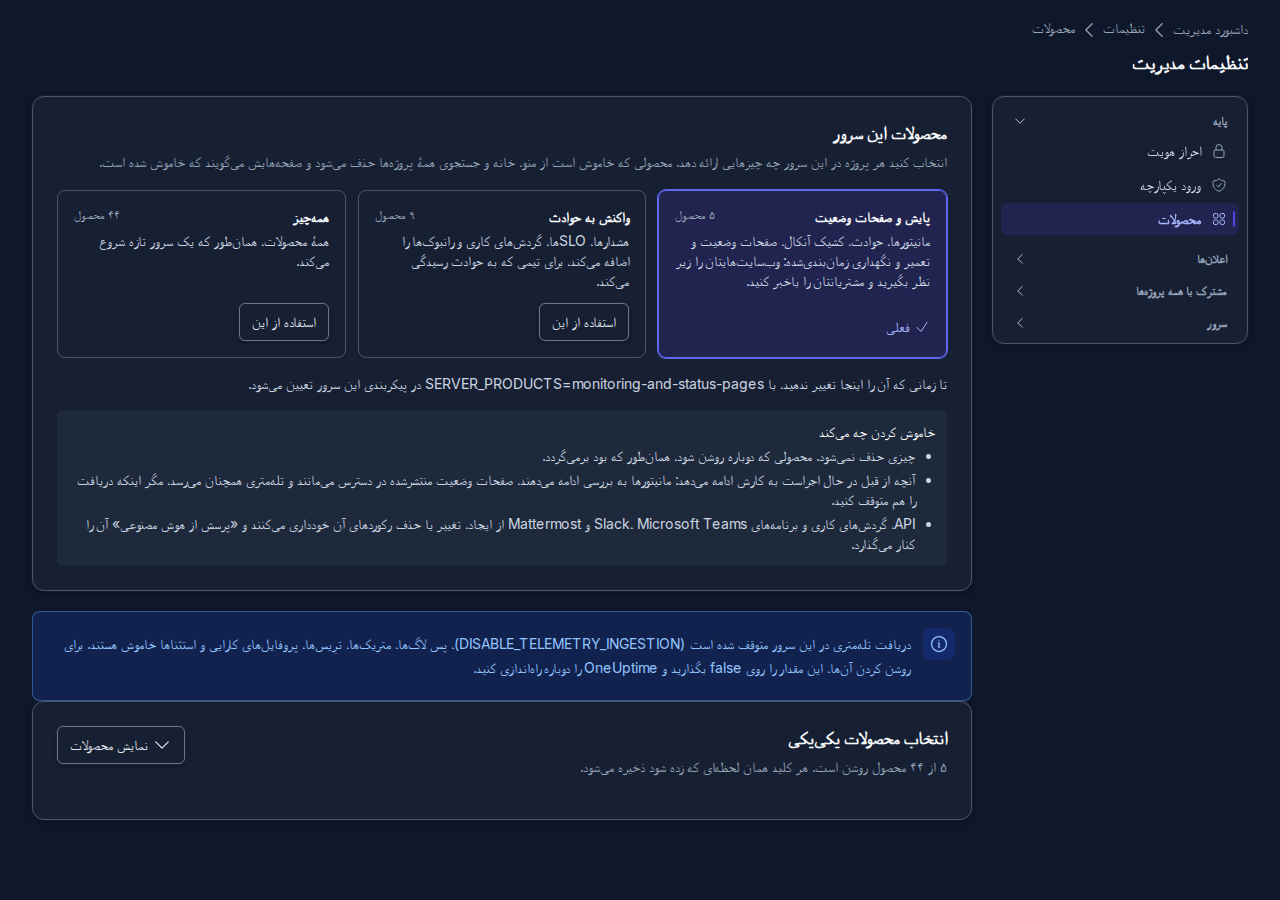 داشبورد مدیریت
تنظیمات
محصولات
تنظیمات مدیریت
پایه
احراز هویت
ورود یکپارچه
محصولات
اعلان‌ها
مشترک با همه پروژه‌ها
سرور
محصولات این سرور
انتخاب کنید هر پروژه در این سرور چه چیزهایی ارائه دهد. محصولی که خاموش است از منو، خانه و جستجوی همهٔ پروژه‌ها حذف می‌شود و صفحه‌هایش می‌گویند که خاموش شده است.
پایش و صفحات وضعیت
۵ محصول
مانیتورها، حوادث، کشیک آنکال، صفحات وضعیت و
تعمیر و نگهداری زمان‌بندی‌شده: وب‌سایت‌هایتان را زیر
نظر بگیرید و مشتریانتان را باخبر کنید.
فعلی
واکنش به حوادث
۹ محصول
هشدارها، SLOها، گردش‌های کاری و رانبوک‌ها را
اضافه می‌کند. برای تیمی که به حوادث رسیدگی
می‌کند.
استفاده از این
همه‌چیز
۴۴ محصول
همهٔ محصولات، همان‌طور که یک سرور تازه شروع
می‌کند.
استفاده از این
تا زمانی که آن را اینجا تغییر ندهید، با SERVER_PRODUCTS=monitoring-and-status-pages در پیکربندی این سرور تعیین می‌شود.
خاموش کردن چه می‌کند
چیزی حذف نمی‌شود. محصولی که دوباره روشن شود، همان‌طور که بود برمی‌گردد.
آنچه از قبل در حال اجراست به کارش ادامه می‌دهد: مانیتورها به بررسی ادامه می‌دهند، صفحات وضعیت منتشرشده در دسترس می‌مانند و تله‌متری همچنان می‌رسد، مگر اینکه دریافت
را هم متوقف کنید.
API، گردش‌های کاری و برنامه‌های Slack، Microsoft Teams و Mattermost از ایجاد، تغییر یا حذف رکوردهای آن خودداری می‌کنند و «پرسش از هوش مصنوعی» آن را
کنار می‌گذارد.
دریافت تله‌متری در این سرور متوقف شده است (DISABLE_TELEMETRY_INGESTION)، پس لاگ‌ها، متریک‌ها، تریس‌ها، پروفایل‌های کارایی و استثناها خاموش هستند. برای
روشن کردن آن‌ها، این مقدار را روی false بگذارید و OneUptime را دوباره راه‌اندازی کنید.
انتخاب محصولات یکی‌یکی
۵ از ۴۴ محصول روشن است. هر کلید همان لحظه‌ای که زده شود ذخیره می‌شود.
نمایش محصولات